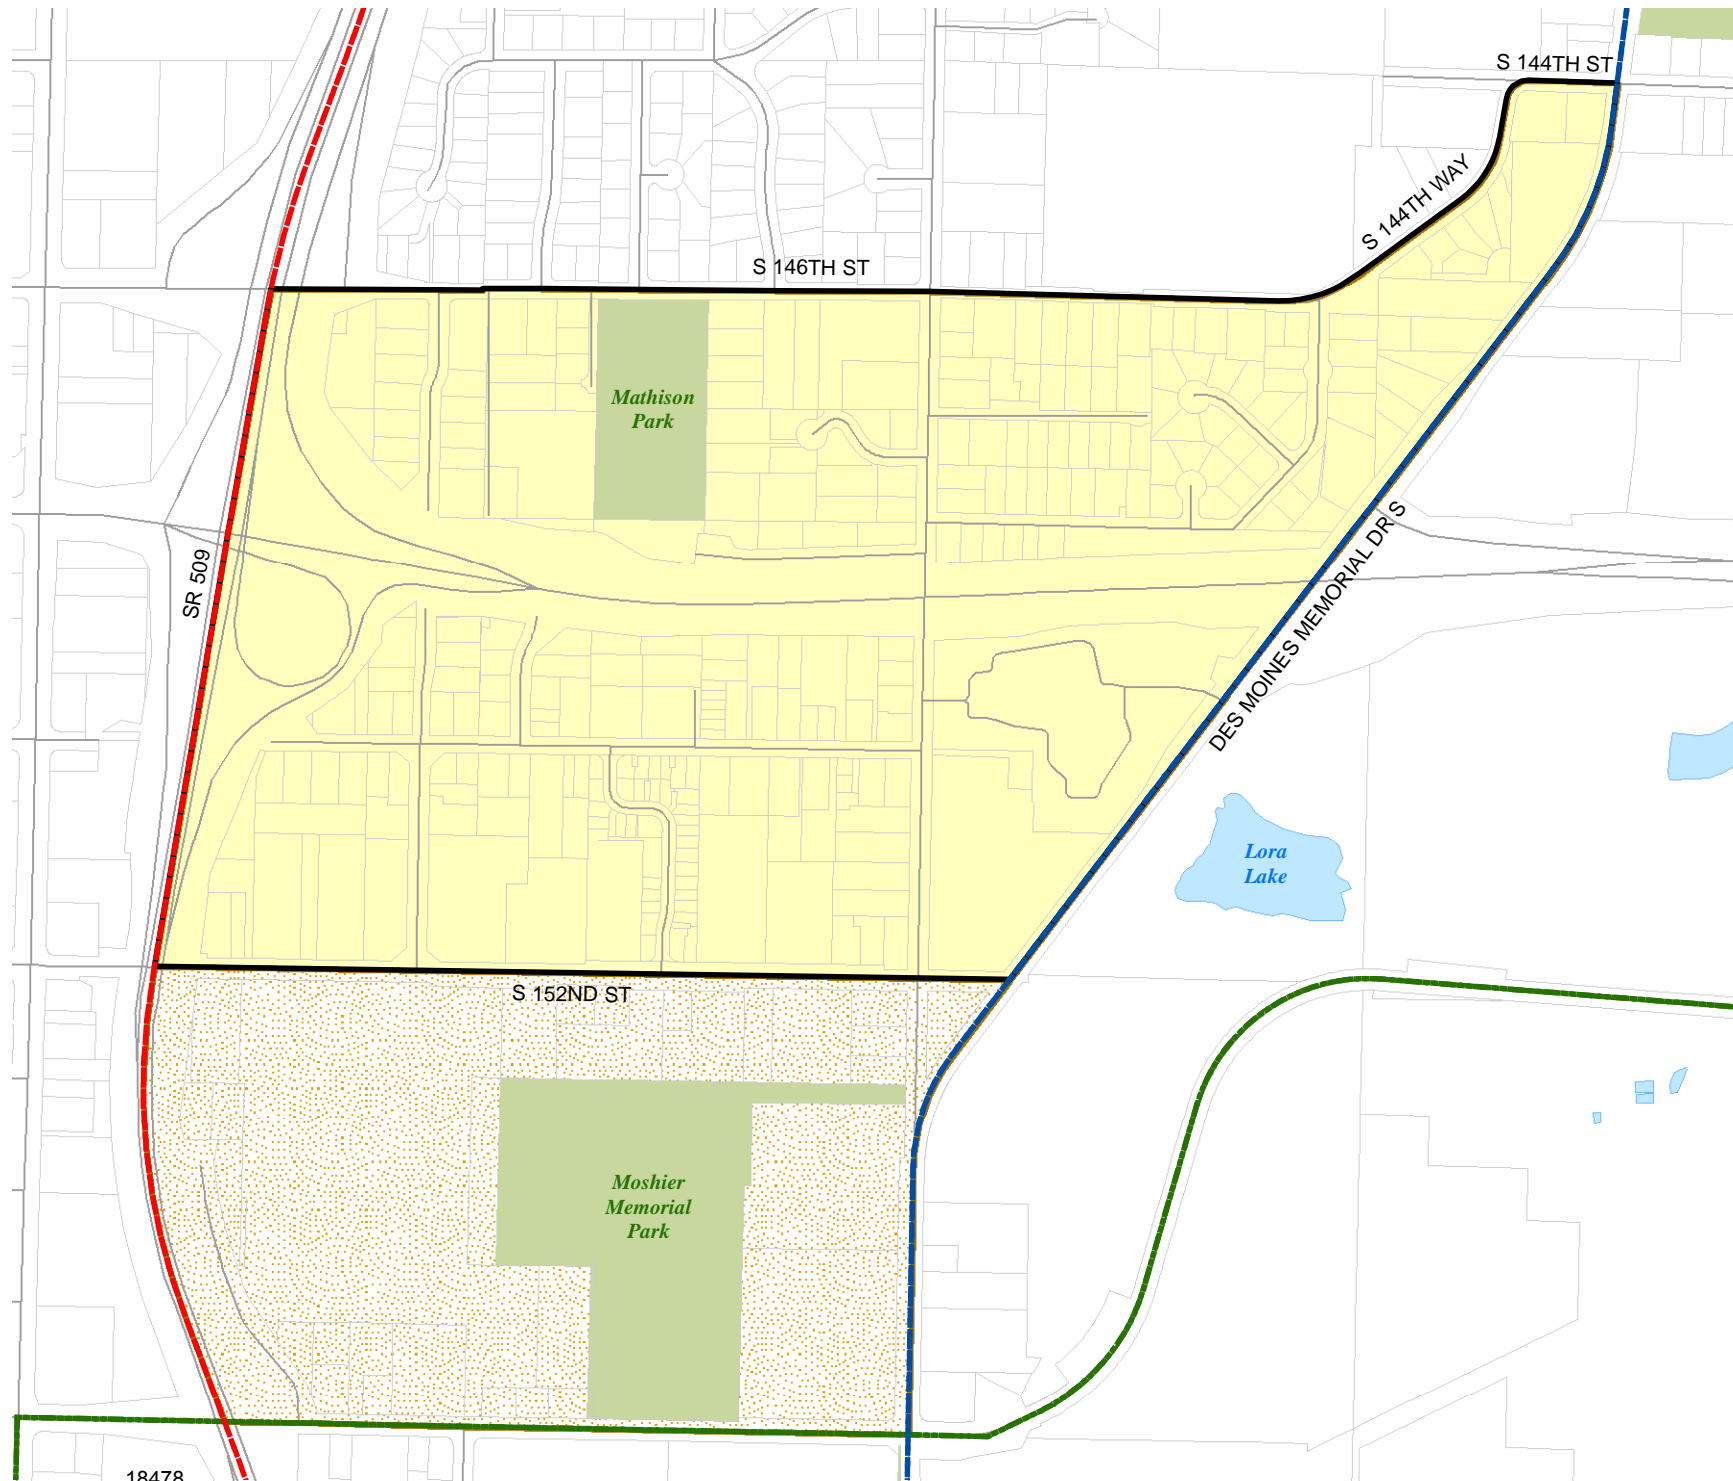 S 144TH ST
S 144TH WAY
S 146TH ST
Mathison
Park
SR 509
DES MOINES MEMORIAL DR S
Lora
Lake
S 152ND ST
Moshier
Memorial
Park
18478